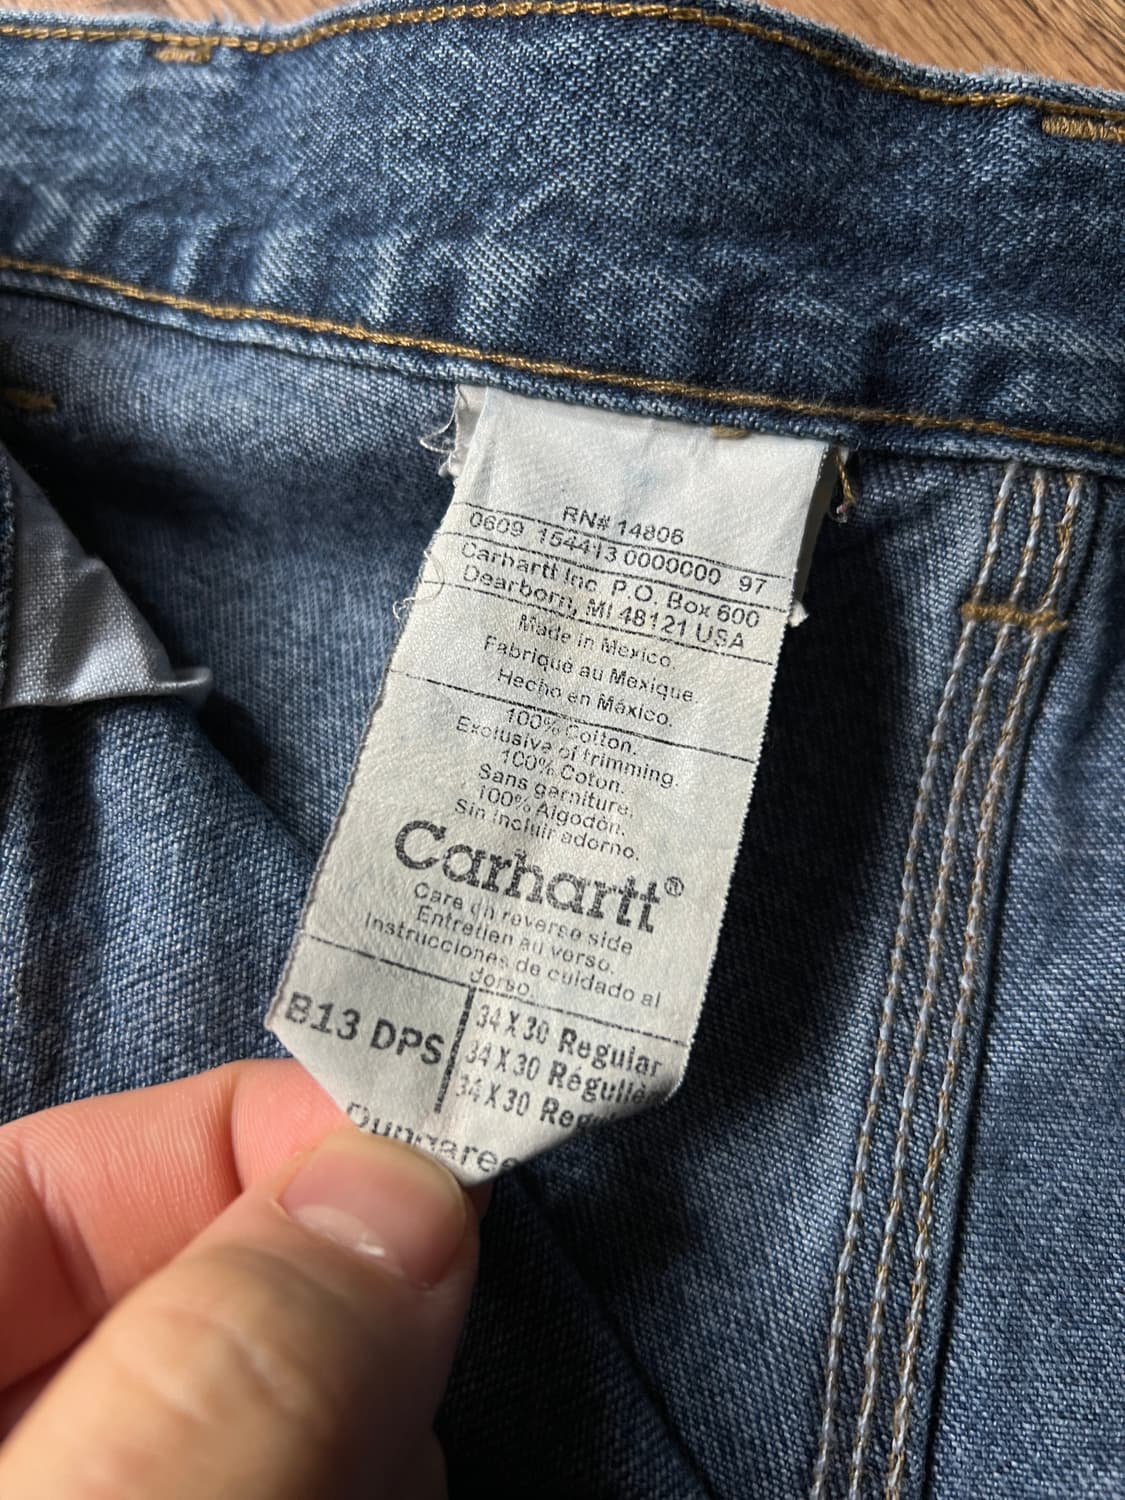 RN# 14806
0609 154413 0000000 97
Carhartt Inc. P.O. Box 600
Dearborn, MI 48121 USA
Made in Mexico.
Fabriqué au Mexique.
Hecho en México.
100% Cotton.
Exclusive of trimming.
100% Coton.
Sans garniture.
100% Algodón.
Sin incluir adorno.
Carhartt®
Care on reverse side
Entretien au verso.
Instrucciones de cuidado al
dorso
B13 DPS
34 X 30 Regular
34 X 30 Réguliè
34 X 30 Regu
Dungaree